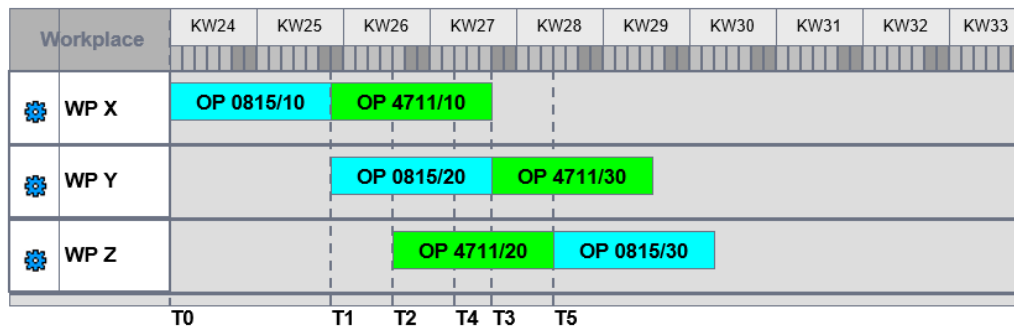 Workplace KW24 KW25 KW26 KW27 KW28 KW29 KW30 KW31 KW32 KW33
WP X OP 0815/10 OP 4711/10
WP Y OP 0815/20 OP 4711/30
WP Z OP 4711/20 OP 0815/30
T0 T1 T2 T4 T3 T5